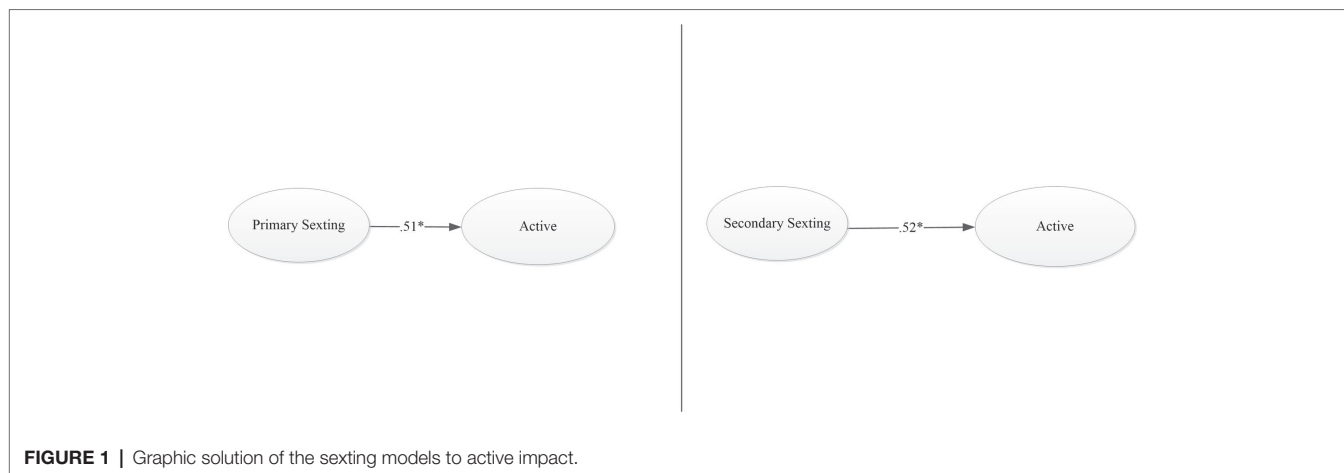 Primary Sexting
.51*
Active
Secondary Sexting
.52*
Active
FIGURE 1 | Graphic solution of the sexting models to active impact.